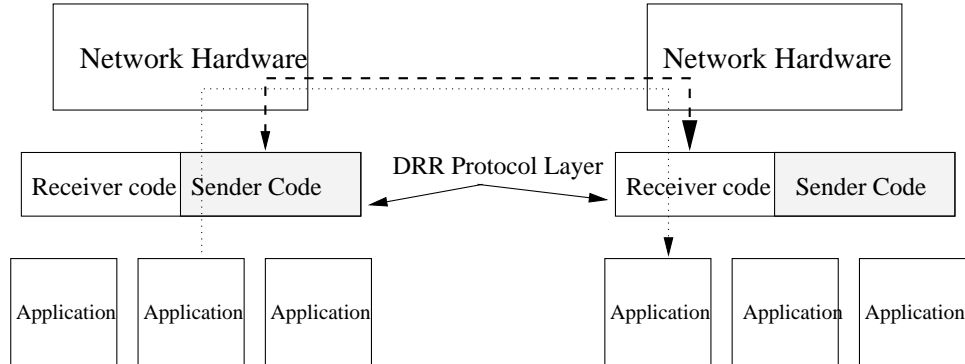 Network Hardware
Network Hardware
DRR Protocol Layer
Receiver code
Sender Code
Receiver code
Sender Code
Application
Application
Application
Application
Application
Application